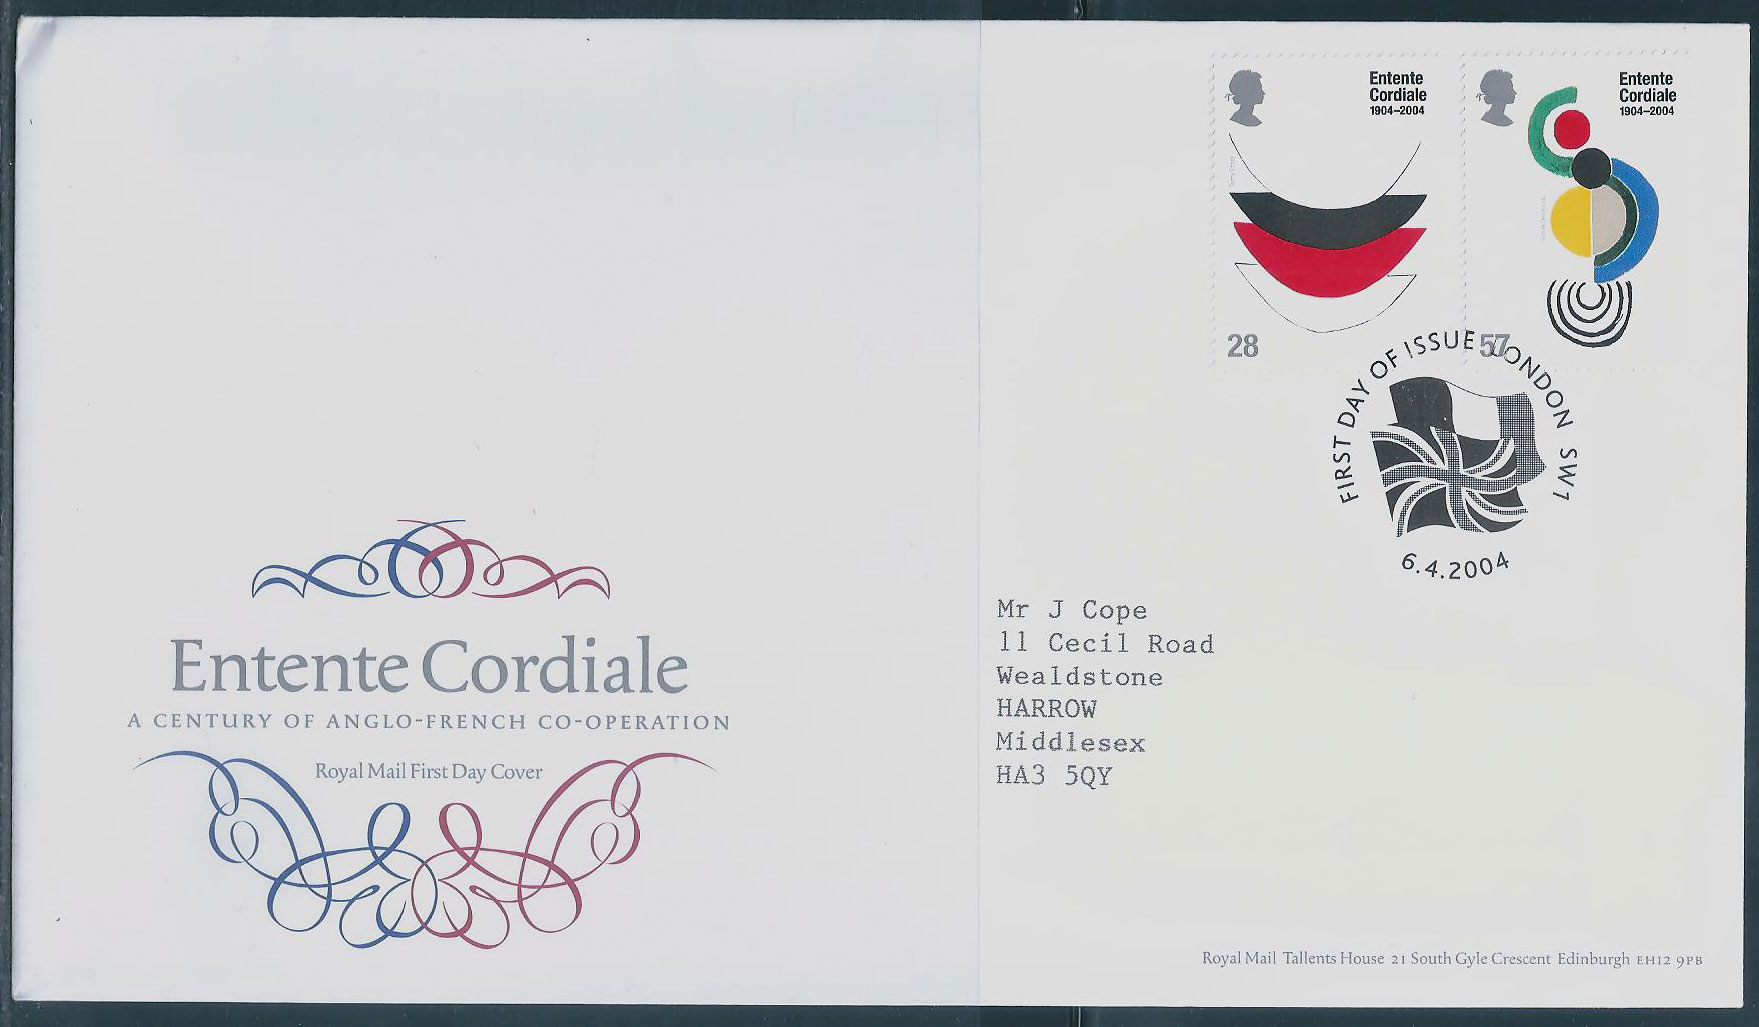 Entente
Cordiale
1904–2004
28
Entente
Cordiale
1904–2004
57
FIRST DAY OF ISSUE LONDON SW1
6.4.2004
Entente Cordiale
A CENTURY OF ANGLO-FRENCH CO-OPERATION
Royal Mail First Day Cover
Mr J Cope
11 Cecil Road
Wealdstone
HARROW
Middlesex
HA3 5QY
Royal Mail Tallents House 21 South Gyle Crescent Edinburgh EH12 9PB